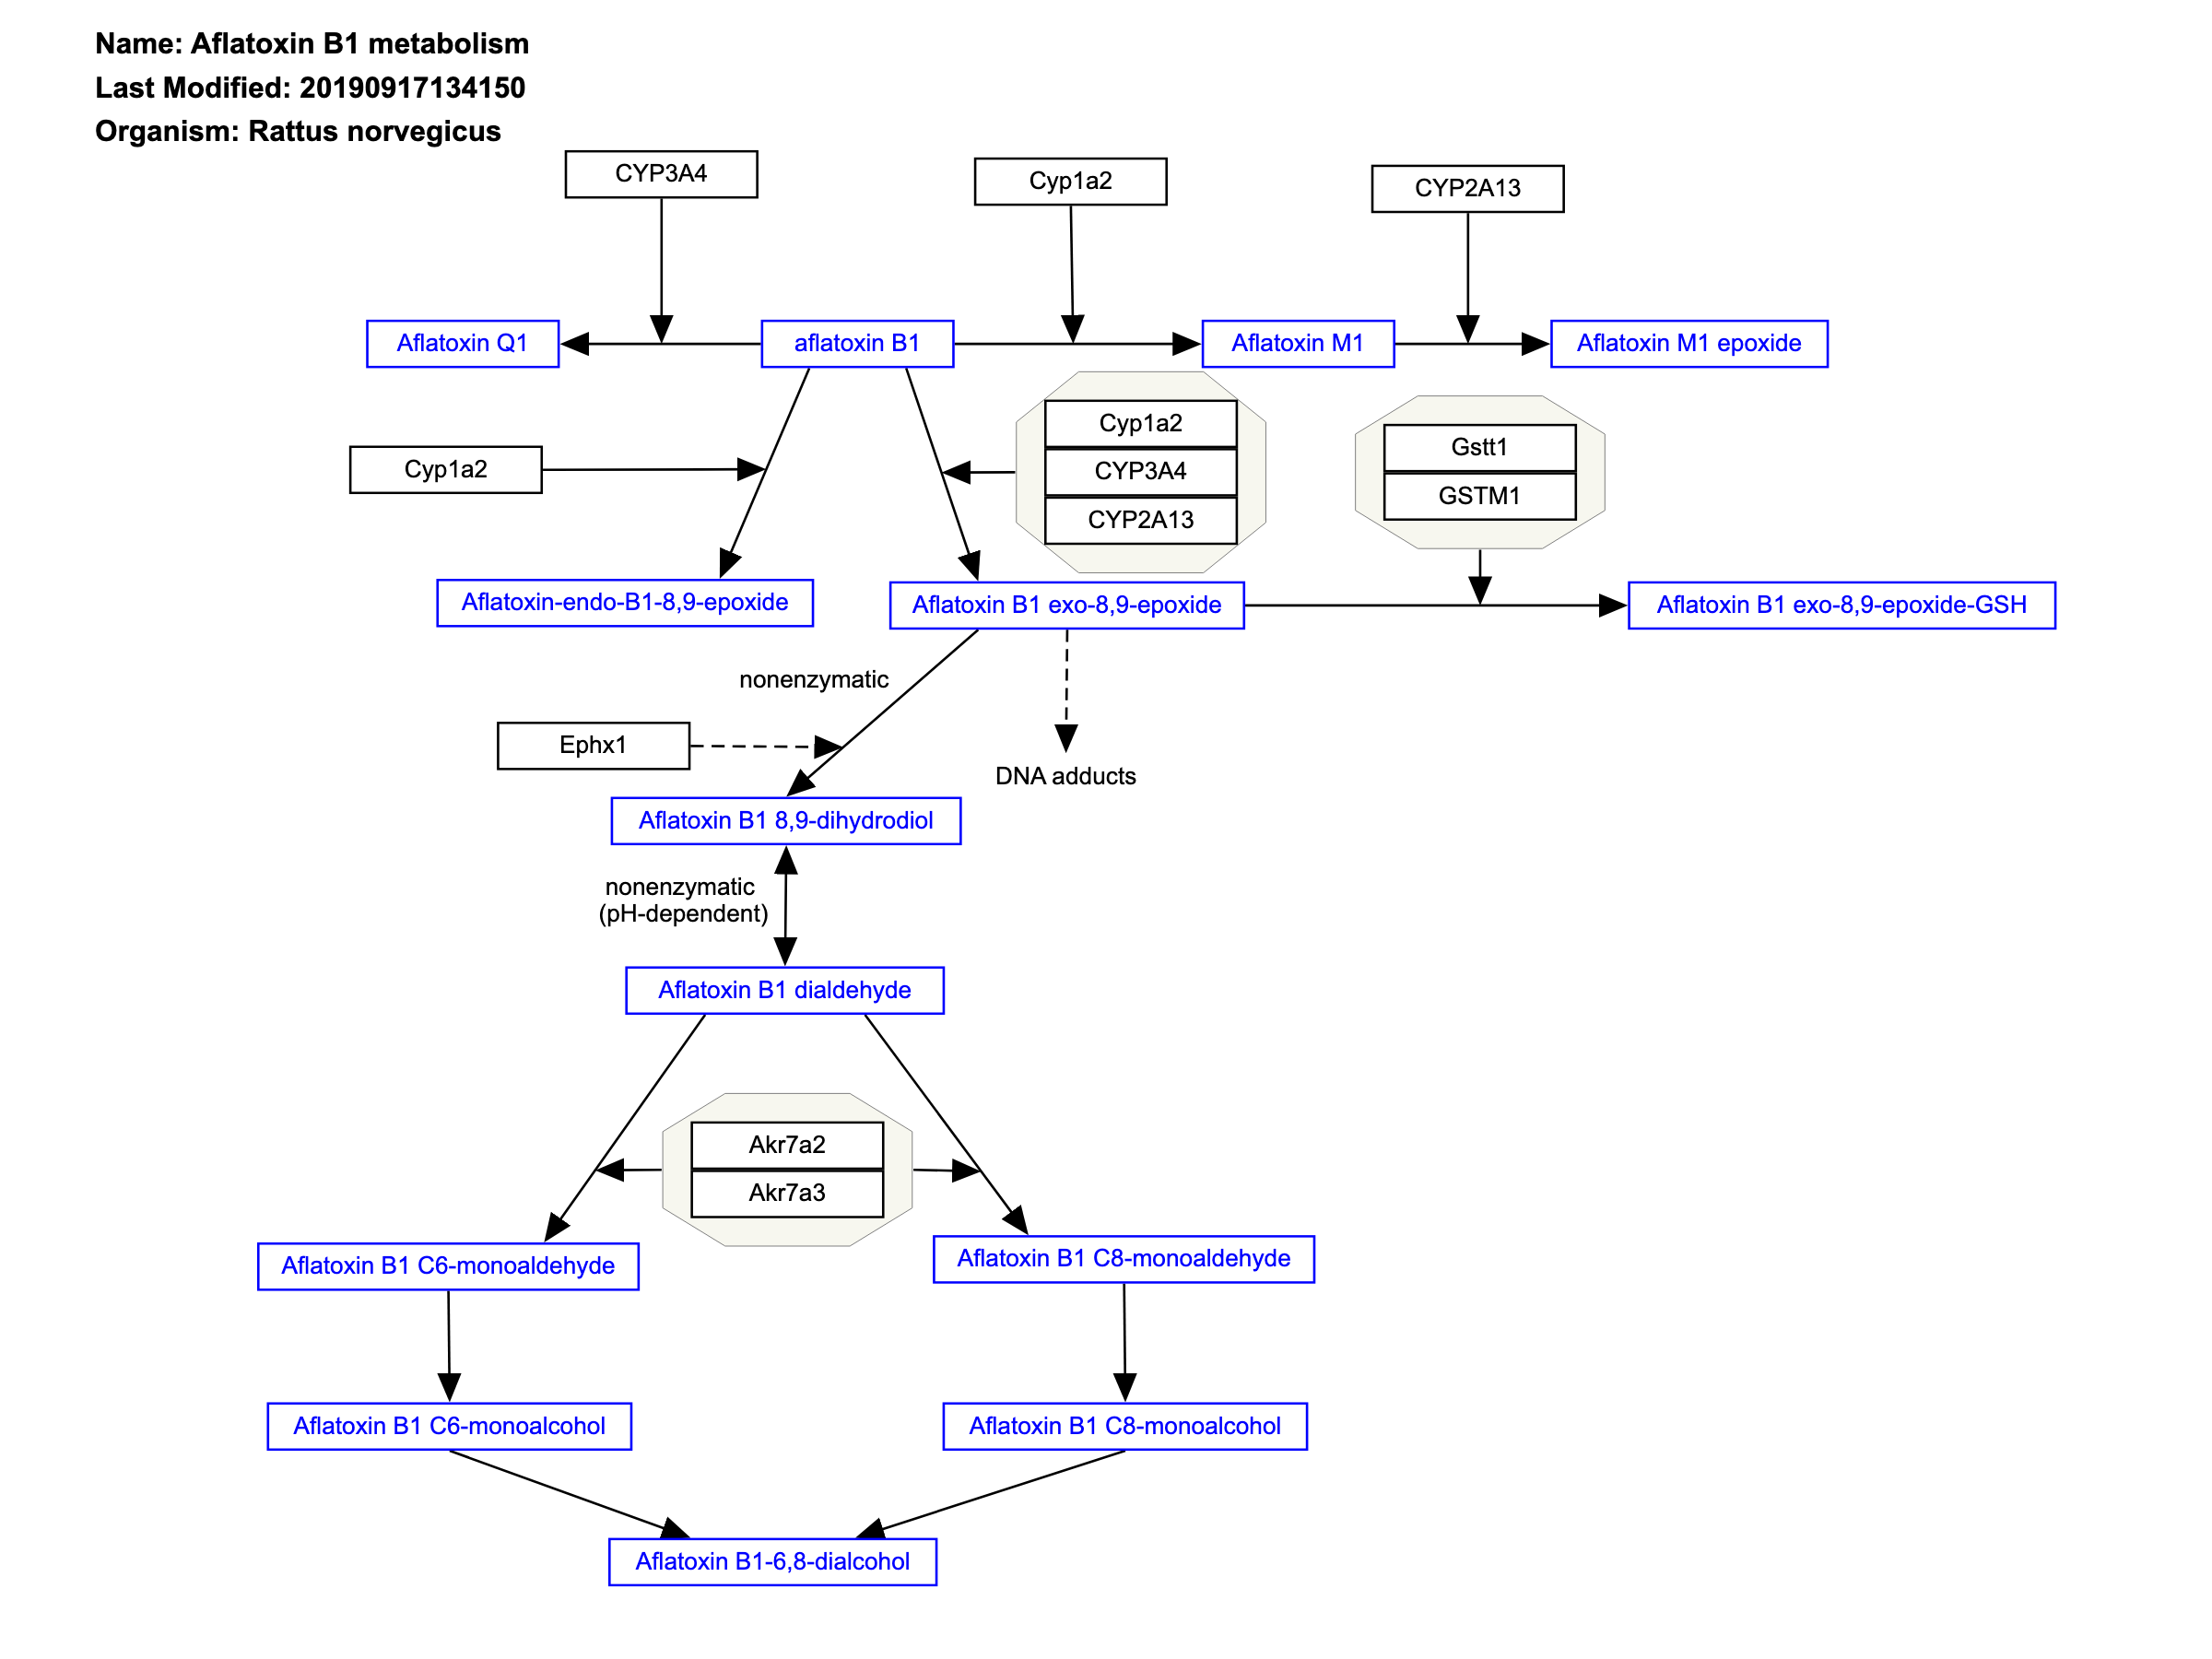 Name: Aflatoxin B1 metabolism
Last Modified: 20190917134150
Organism: Rattus norvegicus
CYP3A4
Cyp1a2
CYP2A13
Aflatoxin Q1
aflatoxin B1
Aflatoxin M1
Aflatoxin M1 epoxide
Cyp1a2
Cyp1a2
CYP3A4
CYP2A13
Gstt1
GSTM1
Aflatoxin-endo-B1-8,9-epoxide
Aflatoxin B1 exo-8,9-epoxide
Aflatoxin B1 exo-8,9-epoxide-GSH
nonenzymatic
Ephx1
DNA adducts
Aflatoxin B1 8,9-dihydrodiol
nonenzymatic
(pH-dependent)
Aflatoxin B1 dialdehyde
Akr7a2
Akr7a3
Aflatoxin B1 C6-monoaldehyde
Aflatoxin B1 C8-monoaldehyde
Aflatoxin B1 C6-monoalcohol
Aflatoxin B1 C8-monoalcohol
Aflatoxin B1-6,8-dialcohol